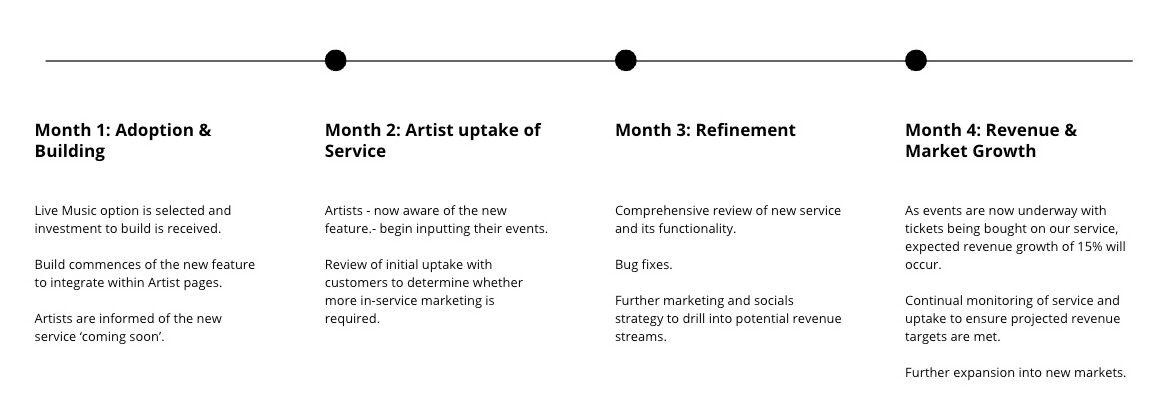 Month 1: Adoption &
Building
Live Music option is selected and
investment to build is received.
Build commences of the new feature
to integrate within Artist pages.
Artists are informed of the new
service ‘coming soon’.
Month 2: Artist uptake of
Service
Artists - now aware of the new
feature.- begin inputting their events.
Review of initial uptake with
customers to determine whether
more in-service marketing is
required.
Month 3: Refinement
Comprehensive review of new service
and its functionality.
Bug fixes.
Further marketing and socials
strategy to drill into potential revenue
streams.
Month 4: Revenue &
Market Growth
As events are now underway with
tickets being bought on our service,
expected revenue growth of 15% will
occur.
Continual monitoring of service and
uptake to ensure projected revenue
targets are met.
Further expansion into new markets.